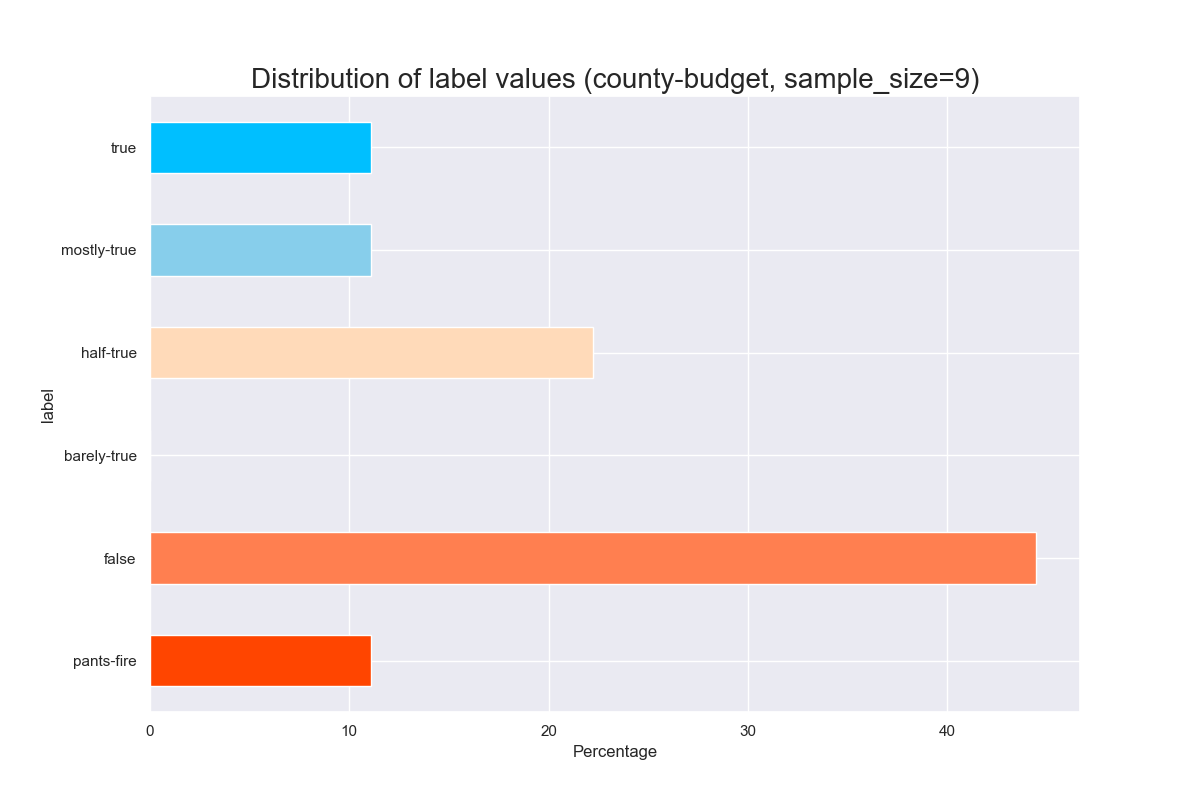 Distribution of label values (county-budget, sample_size=9)
true
mostly-true
half-true
label
barely-true
false
pants-fire
0 10 20 30 40
Percentage